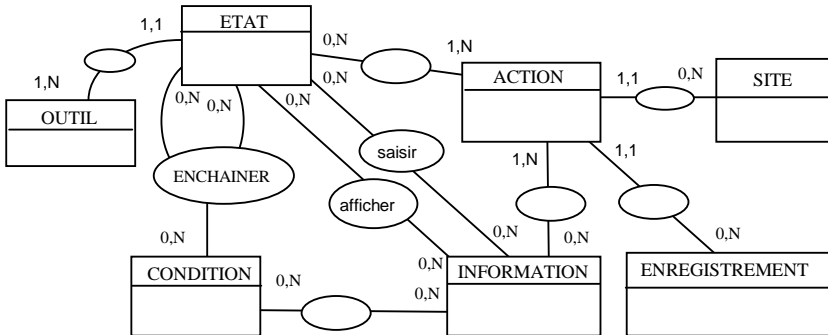 ETAT
1,1
0,N
1,N
0,N
ACTION
1,1
0,N
SITE
1,N
OUTIL
0,N
0,N
0,N
saisir
1,N
1,1
ENCHAINER
afficher
0,N
0,N
0,N
CONDITION
0,N
0,N
INFORMATION
0,N
ENREGISTREMENT